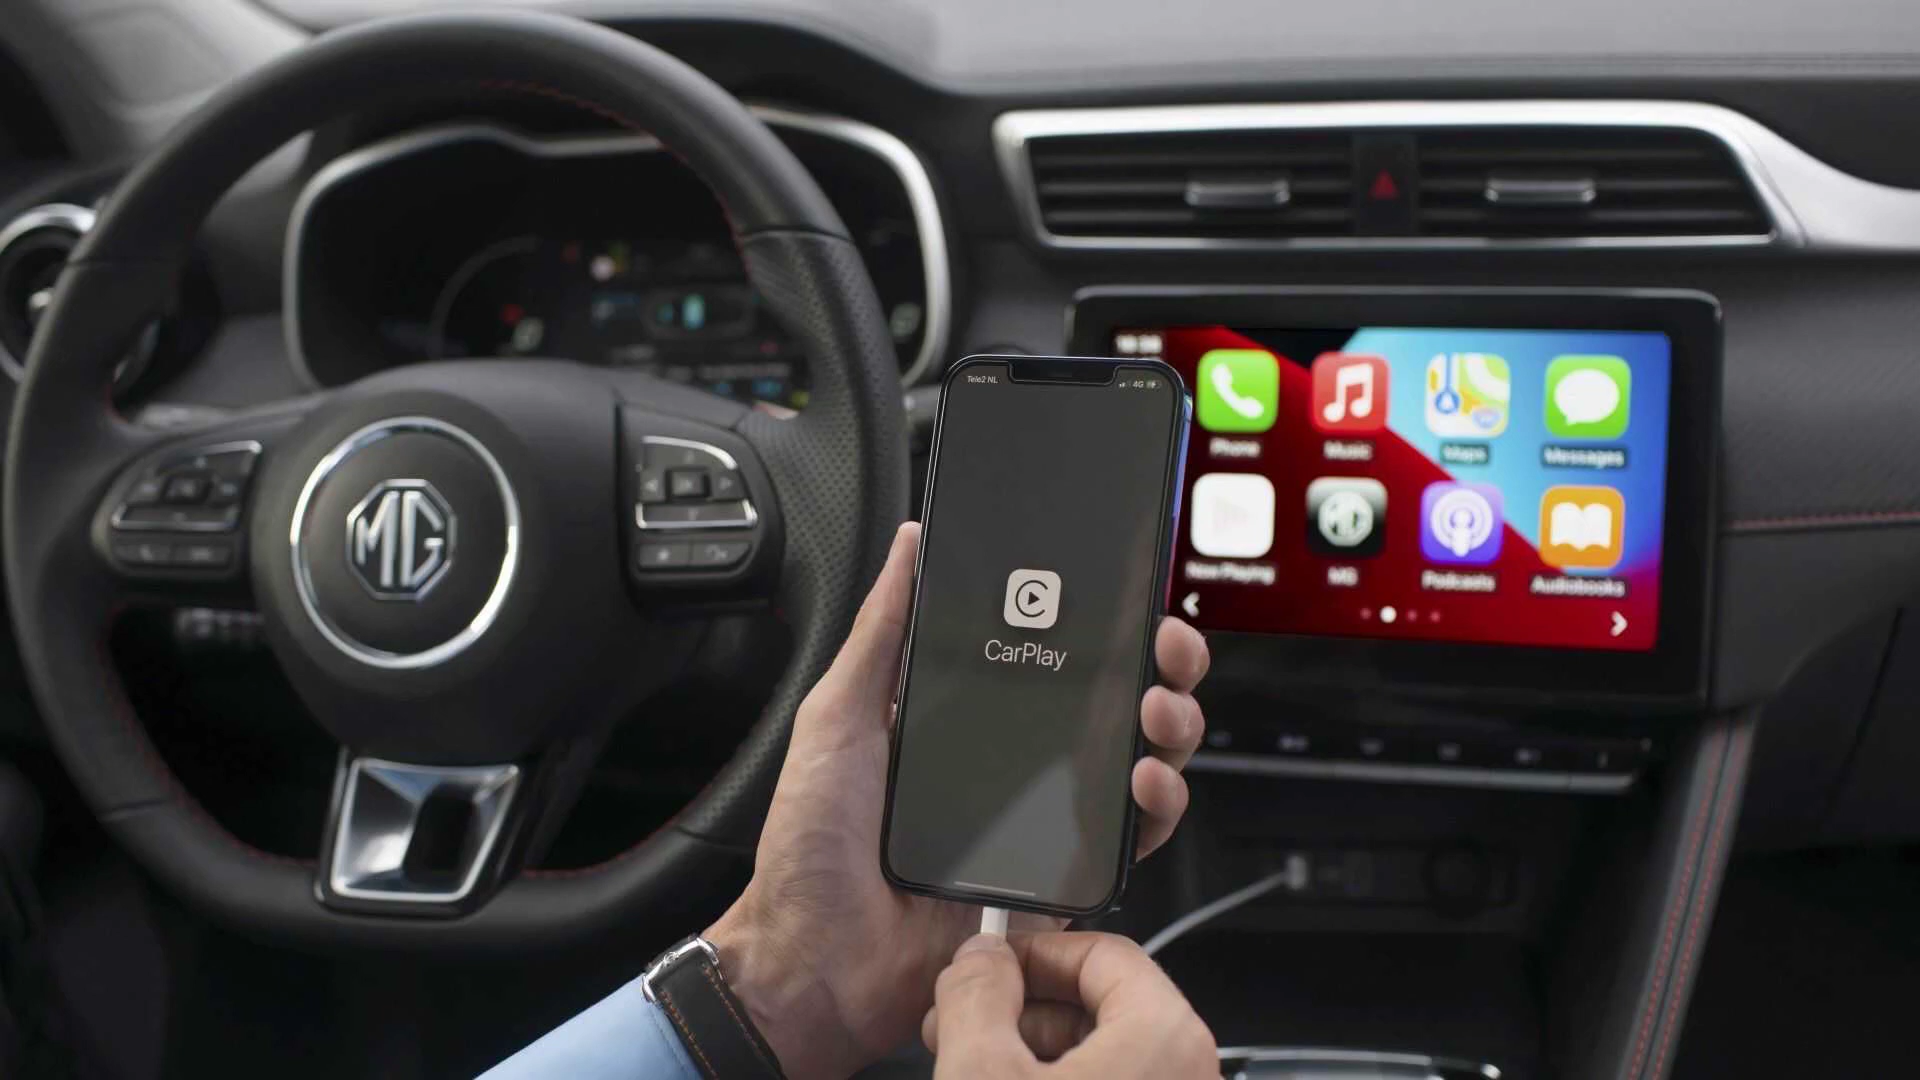 Tele2 NL
4G
CarPlay
MG
Phone
Music
Maps
Messages
Now Playing
MG
Podcasts
Audiobooks